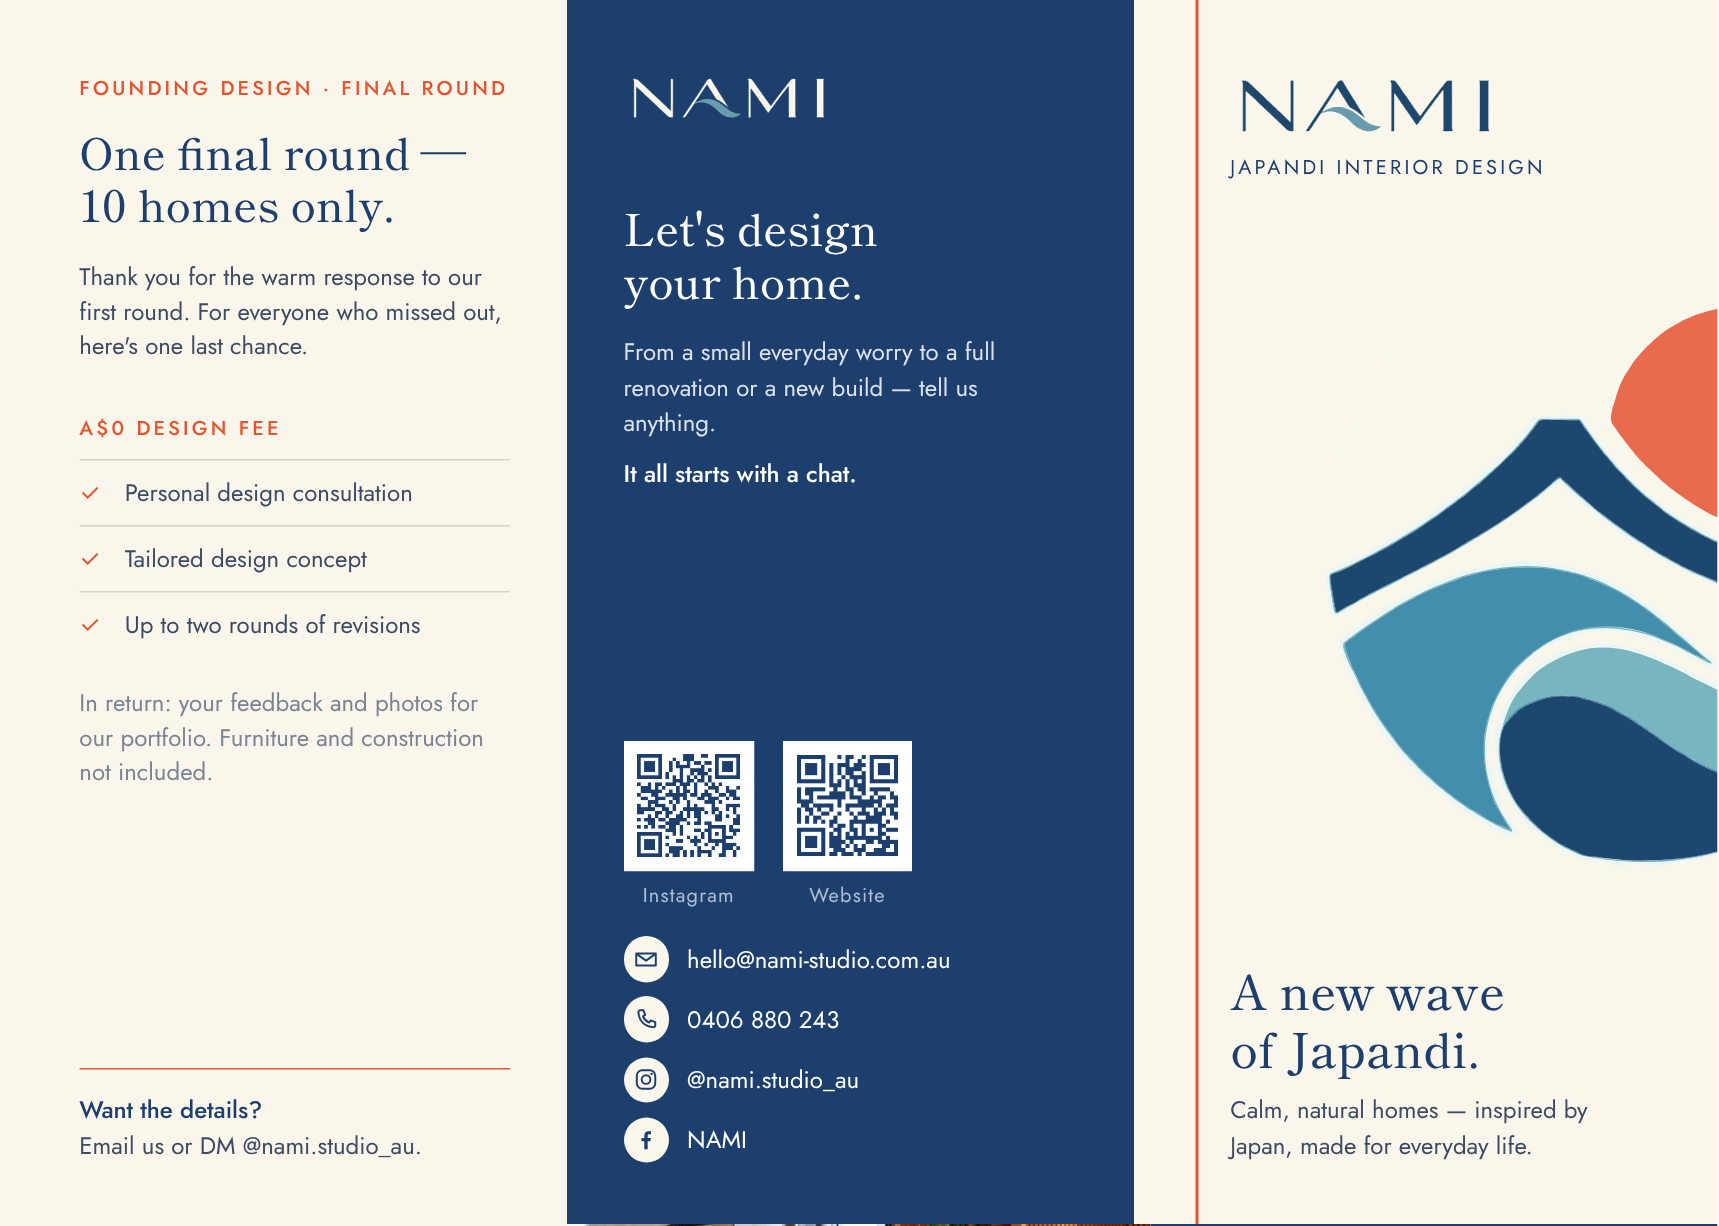 FOUNDING DESIGN · FINAL ROUND
One final round —
10 homes only.
Thank you for the warm response to our
first round. For everyone who missed out,
here's one last chance.
A$0 DESIGN FEE
Personal design consultation
Tailored design concept
Up to two rounds of revisions
In return: your feedback and photos for
our portfolio. Furniture and construction
not included.
Want the details?
Email us or DM @nami.studio_au.
NAMI
Let's design
your home.
From a small everyday worry to a full
renovation or a new build — tell us
anything.
It all starts with a chat.
Instagram
Website
hello@nami-studio.com.au
0406 880 243
@nami.studio_au
NAMI
NAMI
JAPANDI INTERIOR DESIGN
A new wave
of Japandi.
Calm, natural homes — inspired by
Japan, made for everyday life.